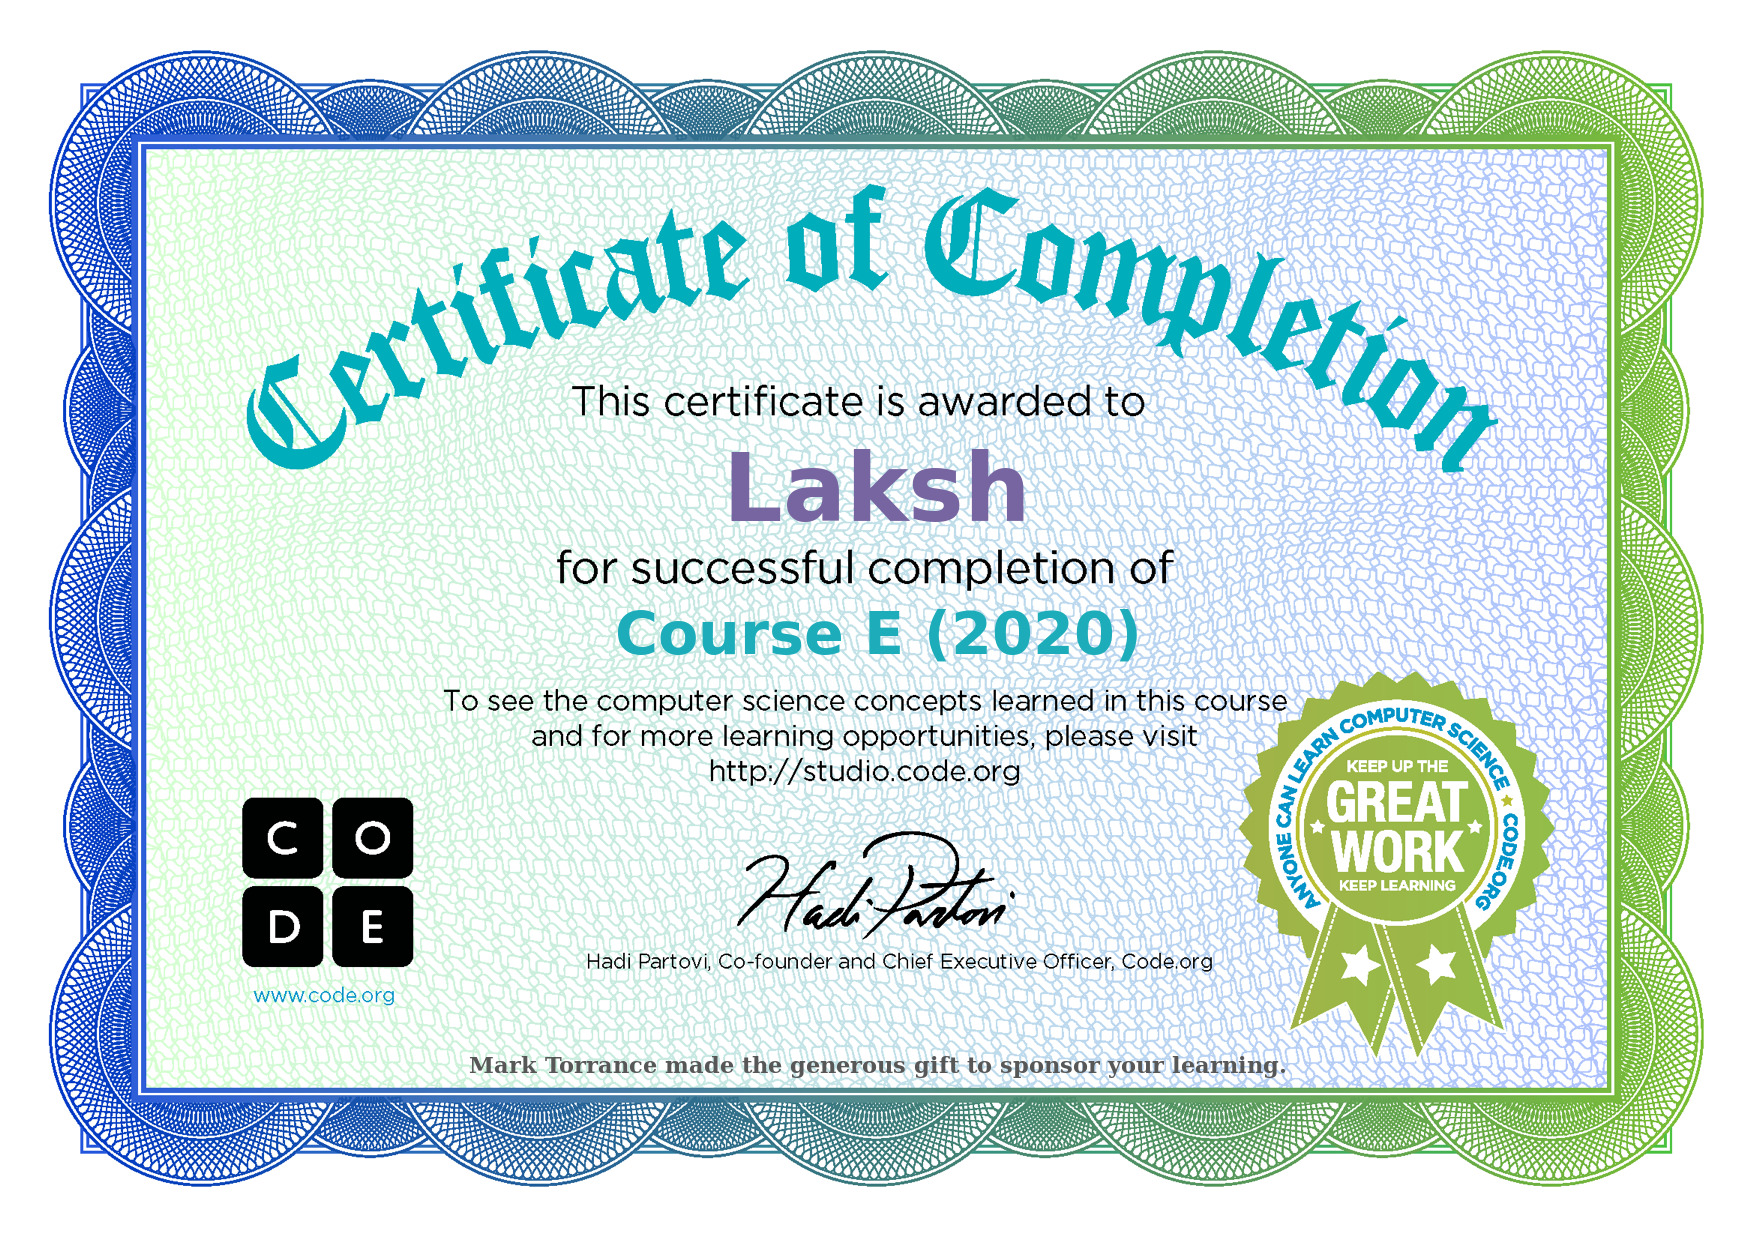 Certificate of Completion
This certificate is awarded to
Laksh
for successful completion of
Course E (2020)
To see the computer science concepts learned in this course
and for more learning opportunities, please visit
http://studio.code.org
C O
D E
www.code.org
Hadi Partovi
Hadi Partovi, Co-founder and Chief Executive Officer, Code.org
ANYONE CAN LEARN COMPUTER SCIENCE ★ CODE.ORG
KEEP UP THE
GREAT
WORK
KEEP LEARNING
Mark Torrance made the generous gift to sponsor your learning.